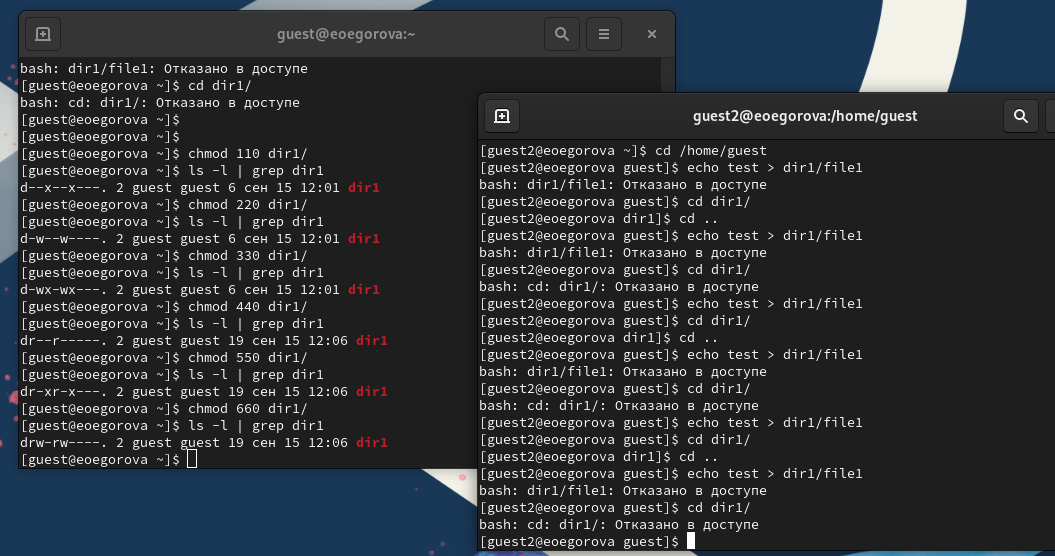 guest@eoegorova:~
bash: dir1/file1: Отказано в доступе
[guest@eoegorova ~]$ cd dir1/
bash: cd: dir1/: Отказано в доступе
[guest@eoegorova ~]$
[guest@eoegorova ~]$
[guest@eoegorova ~]$ chmod 110 dir1/
[guest@eoegorova ~]$ ls -l | grep dir1
d--x--x---. 2 guest guest 6 сен 15 12:01 dir1
[guest@eoegorova ~]$ chmod 220 dir1/
[guest@eoegorova ~]$ ls -l | grep dir1
d-w--w----. 2 guest guest 6 сен 15 12:01 dir1
[guest@eoegorova ~]$ chmod 330 dir1/
[guest@eoegorova ~]$ ls -l | grep dir1
d-wx-wx---. 2 guest guest 6 сен 15 12:01 dir1
[guest@eoegorova ~]$ chmod 440 dir1/
[guest@eoegorova ~]$ ls -l | grep dir1
dr--r-----. 2 guest guest 19 сен 15 12:06 dir1
[guest@eoegorova ~]$ chmod 550 dir1/
[guest@eoegorova ~]$ ls -l | grep dir1
dr-xr-x---. 2 guest guest 19 сен 15 12:06 dir1
[guest@eoegorova ~]$ chmod 660 dir1/
[guest@eoegorova ~]$ ls -l | grep dir1
drw-rw----. 2 guest guest 19 сен 15 12:06 dir1
[guest@eoegorova ~]$
guest2@eoegorova:/home/guest
[guest2@eoegorova ~]$ cd /home/guest
[guest2@eoegorova guest]$ echo test > dir1/file1
bash: dir1/file1: Отказано в доступе
[guest2@eoegorova guest]$ cd dir1/
[guest2@eoegorova dir1]$ cd ..
[guest2@eoegorova guest]$ echo test > dir1/file1
bash: dir1/file1: Отказано в доступе
[guest2@eoegorova guest]$ cd dir1/
bash: cd: dir1/: Отказано в доступе
[guest2@eoegorova guest]$ echo test > dir1/file1
[guest2@eoegorova guest]$ cd dir1/
[guest2@eoegorova dir1]$ cd ..
[guest2@eoegorova guest]$ echo test > dir1/file1
bash: dir1/file1: Отказано в доступе
[guest2@eoegorova guest]$ cd dir1/
bash: cd: dir1/: Отказано в доступе
[guest2@eoegorova guest]$ echo test > dir1/file1
[guest2@eoegorova guest]$ cd dir1/
[guest2@eoegorova dir1]$ cd ..
[guest2@eoegorova guest]$ echo test > dir1/file1
bash: dir1/file1: Отказано в доступе
[guest2@eoegorova guest]$ cd dir1/
bash: cd: dir1/: Отказано в доступе
[guest2@eoegorova guest]$